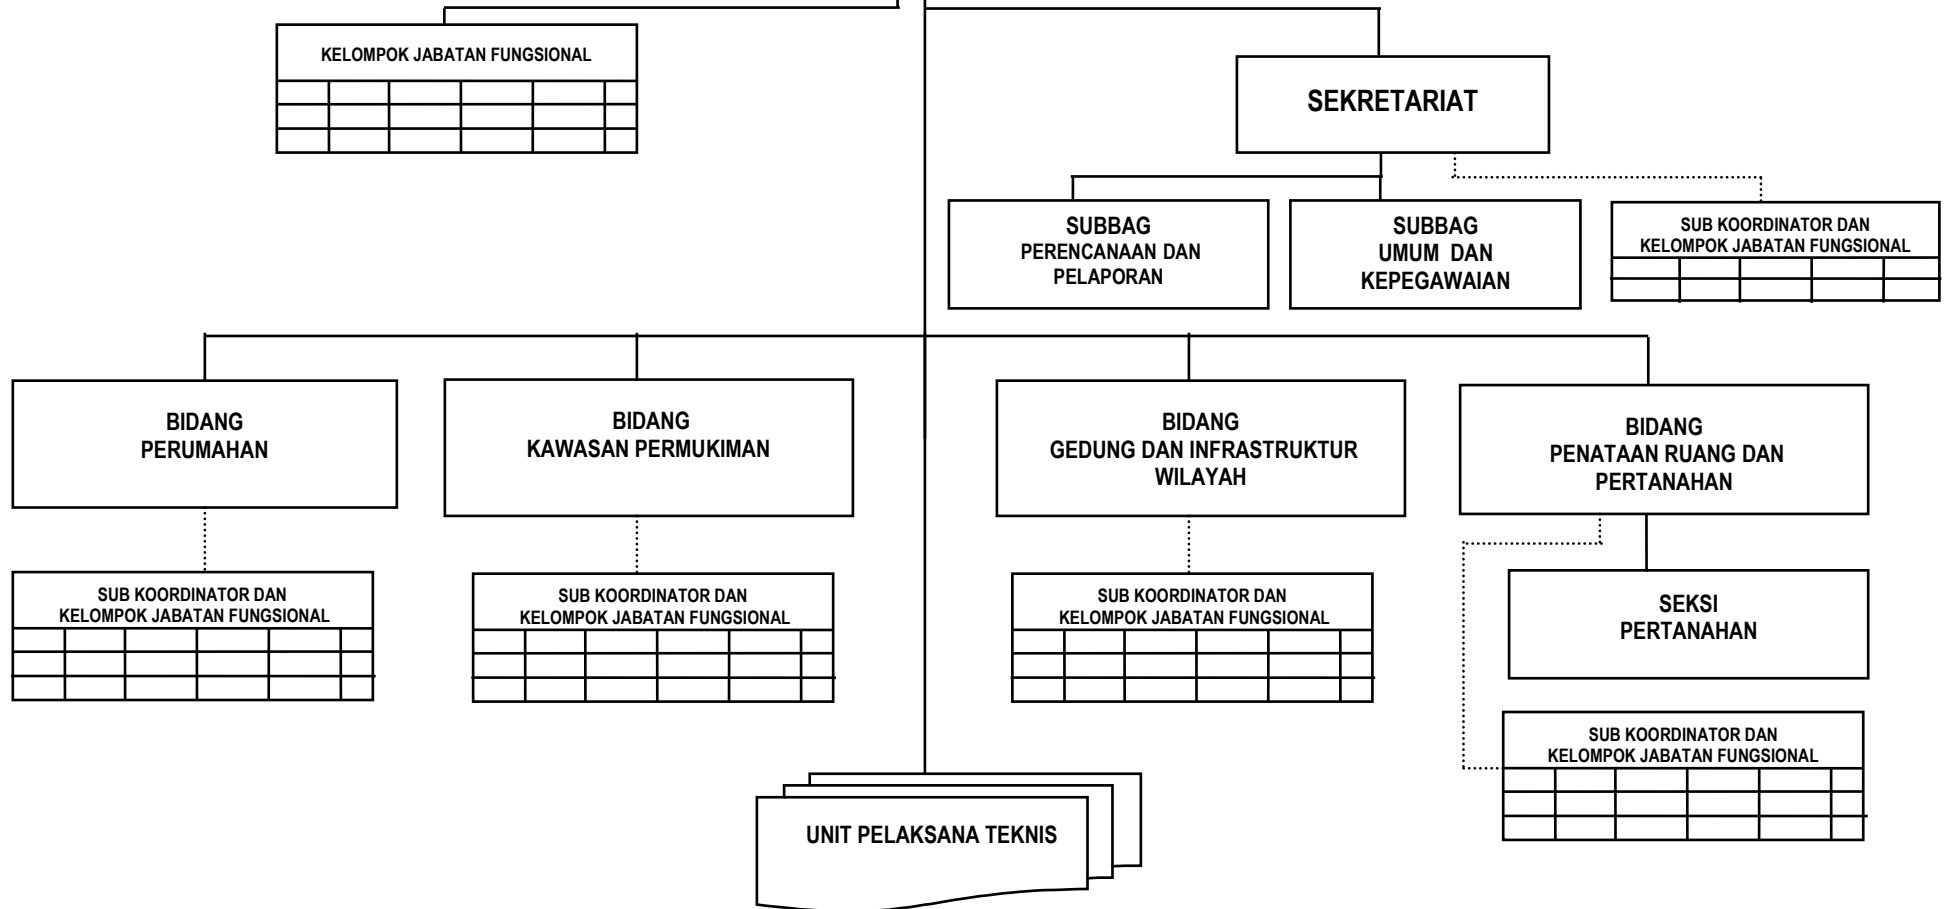 KELOMPOK JABATAN FUNGSIONAL
SEKRETARIAT
SUBBAG
PERENCANAAN DAN
PELAPORAN
SUBBAG
UMUM DAN
KEPEGAWAIAN
SUB KOORDINATOR DAN
KELOMPOK JABATAN FUNGSIONAL
BIDANG
PERUMAHAN
BIDANG
KAWASAN PERMUKIMAN
BIDANG
GEDUNG DAN INFRASTRUKTUR
WILAYAH
BIDANG
PENATAAN RUANG DAN
PERTANAHAN
SUB KOORDINATOR DAN
KELOMPOK JABATAN FUNGSIONAL
SUB KOORDINATOR DAN
KELOMPOK JABATAN FUNGSIONAL
SUB KOORDINATOR DAN
KELOMPOK JABATAN FUNGSIONAL
SEKSI
PERTANAHAN
SUB KOORDINATOR DAN
KELOMPOK JABATAN FUNGSIONAL
UNIT PELAKSANA TEKNIS